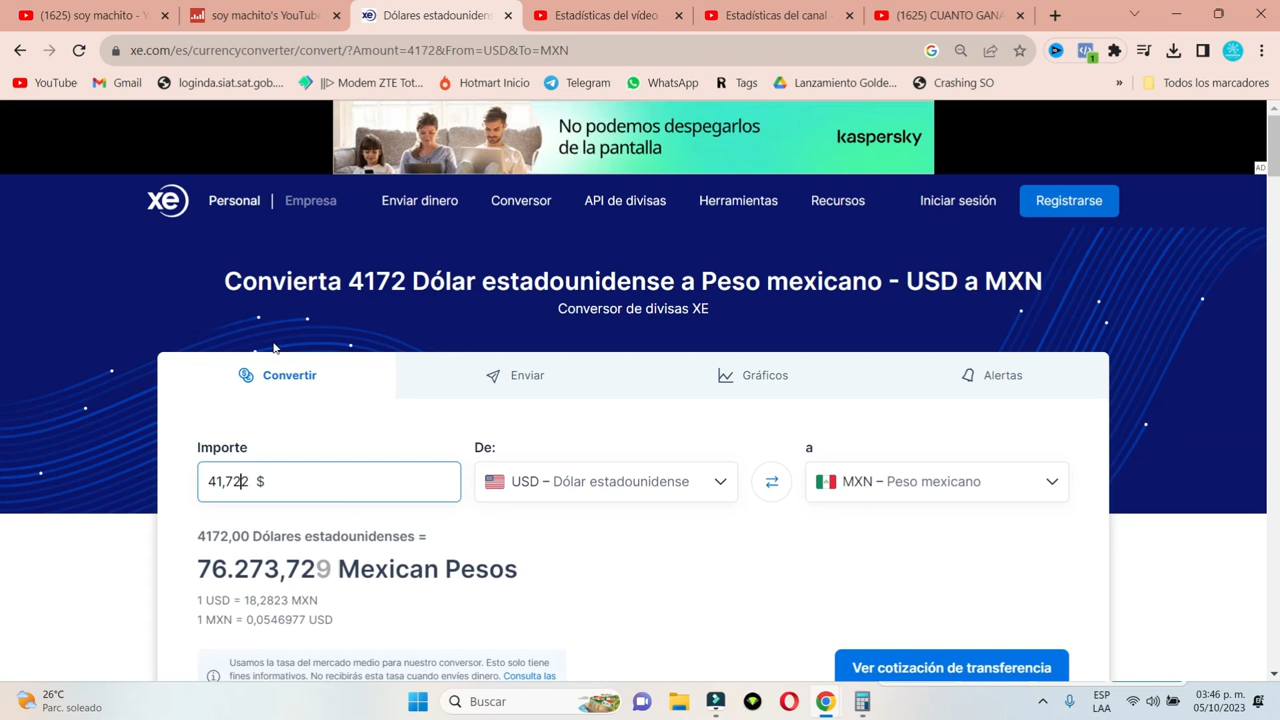 (1625) soy machito - Y
soy machito's YouTube
Dólares estadounidens
Estadísticas del vídeo
Estadísticas del canal -
(1625) CUANTO GANA
xe.com/es/currencyconverter/convert/?Amount=4172&From=USD&To=MXN
YouTube
Gmail
loginda.siat.sat.gob....
|| Modem ZTE Tot...
Hotmart Inicio
Telegram
WhatsApp
Tags
Lanzamiento Golde...
Crashing SO
»
Todos los marcadores
No podemos despegarlos
de la pantalla
kaspersky
AD
xe
Personal | Empresa
Enviar dinero
Conversor
API de divisas
Herramientas
Recursos
Iniciar sesión
Registrarse
Convierta 4172 Dólar estadounidense a Peso mexicano - USD a MXN
Conversor de divisas XE
Convertir
Enviar
Gráficos
Alertas
Importe
De:
a
41,722 $
USD – Dólar estadounidense
MXN – Peso mexicano
4172,00 Dólares estadounidenses =
76.273,729 Mexican Pesos
1 USD = 18,2823 MXN
1 MXN = 0,0546977 USD
Usamos la tasa del mercado medio para nuestro conversor. Esto solo tiene
fines informativos. No recibirás esta tasa cuando envíes dinero. Consulta las
Ver cotización de transferencia
26°C
Parc. soleado
Buscar
ESP
LAA
03:46 p. m.
05/10/2023